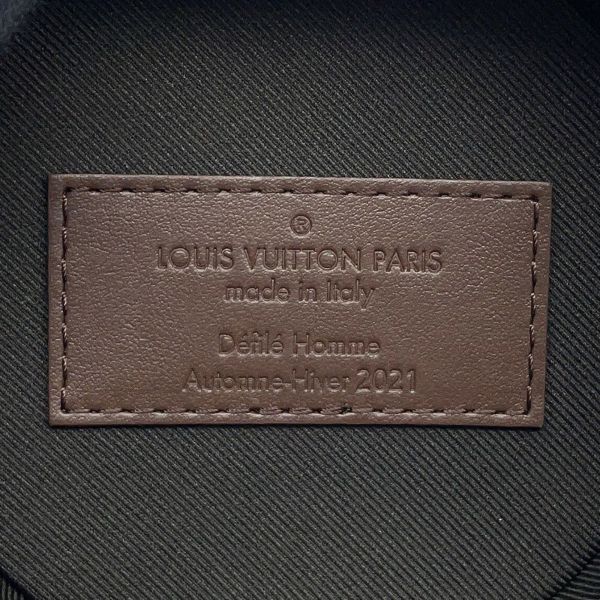 ®
LOUIS VUITTON PARIS
made in Italy
Défilé Homme
Automne-Hiver 2021